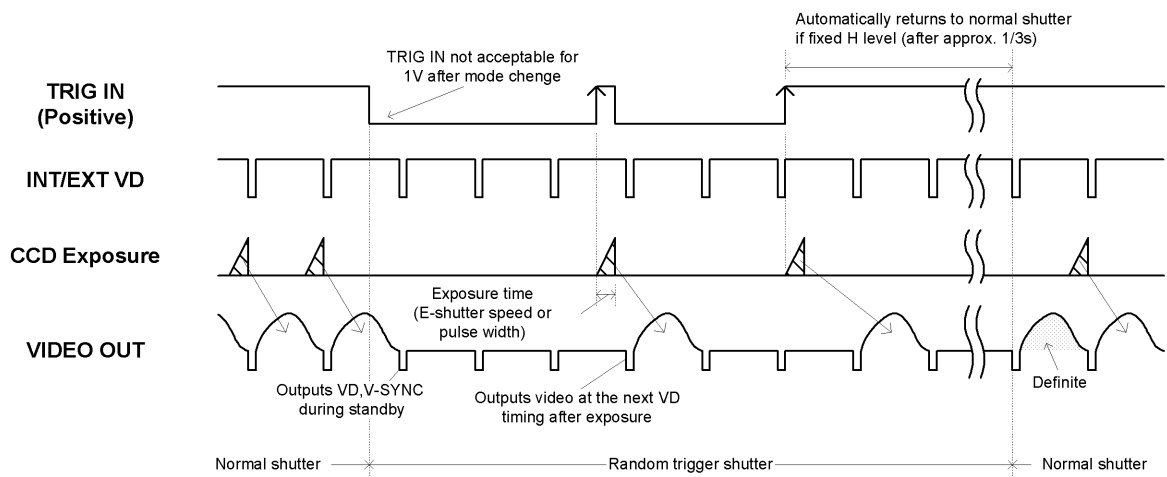 Automatically returns to normal shutter
if fixed H level (after approx. 1/3s)
TRIG IN not acceptable for
1V after mode chenge
TRIG IN
(Positive)
INT/EXT VD
CCD Exposure
Exposure time
(E-shutter speed or
pulse width)
VIDEO OUT
Outputs VD,V-SYNC
during standby
Outputs video at the next VD
timing after exposure
Definite
Normal shutter
Random trigger shutter
Normal shutter